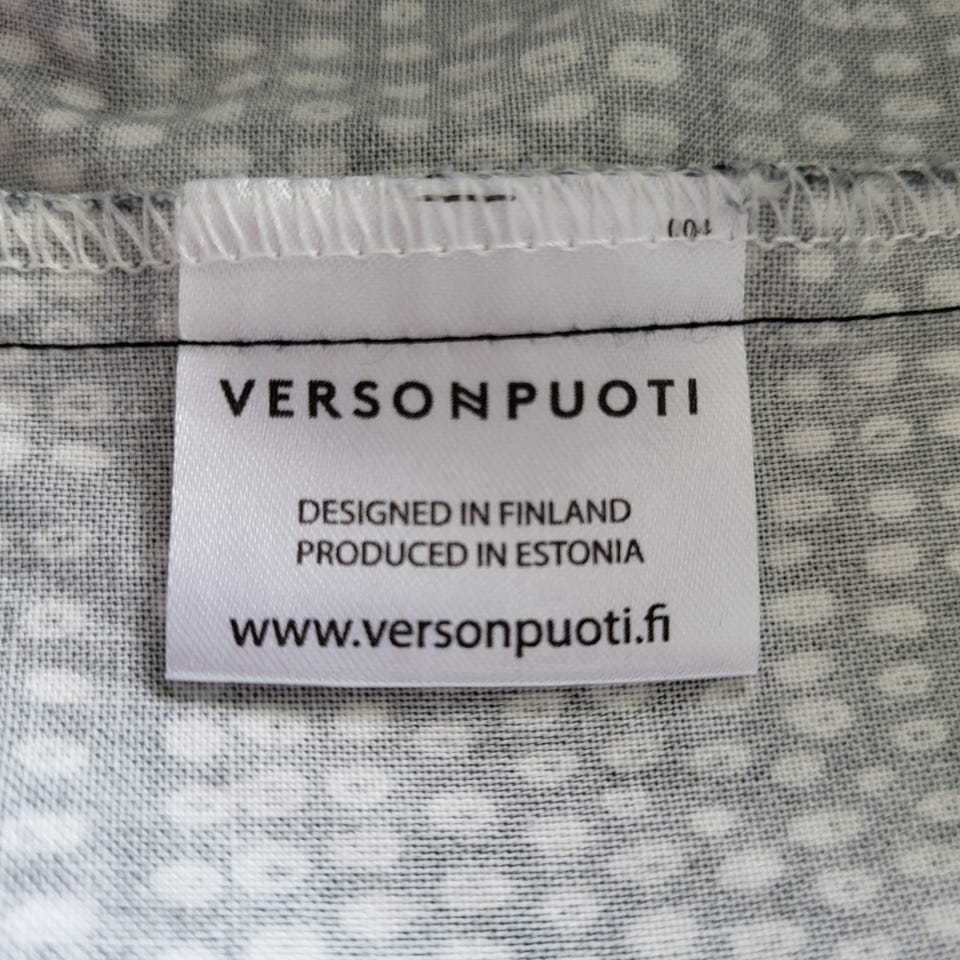 VERSONPUOTI
DESIGNED IN FINLAND
PRODUCED IN ESTONIA
www.versonpuoti.fi